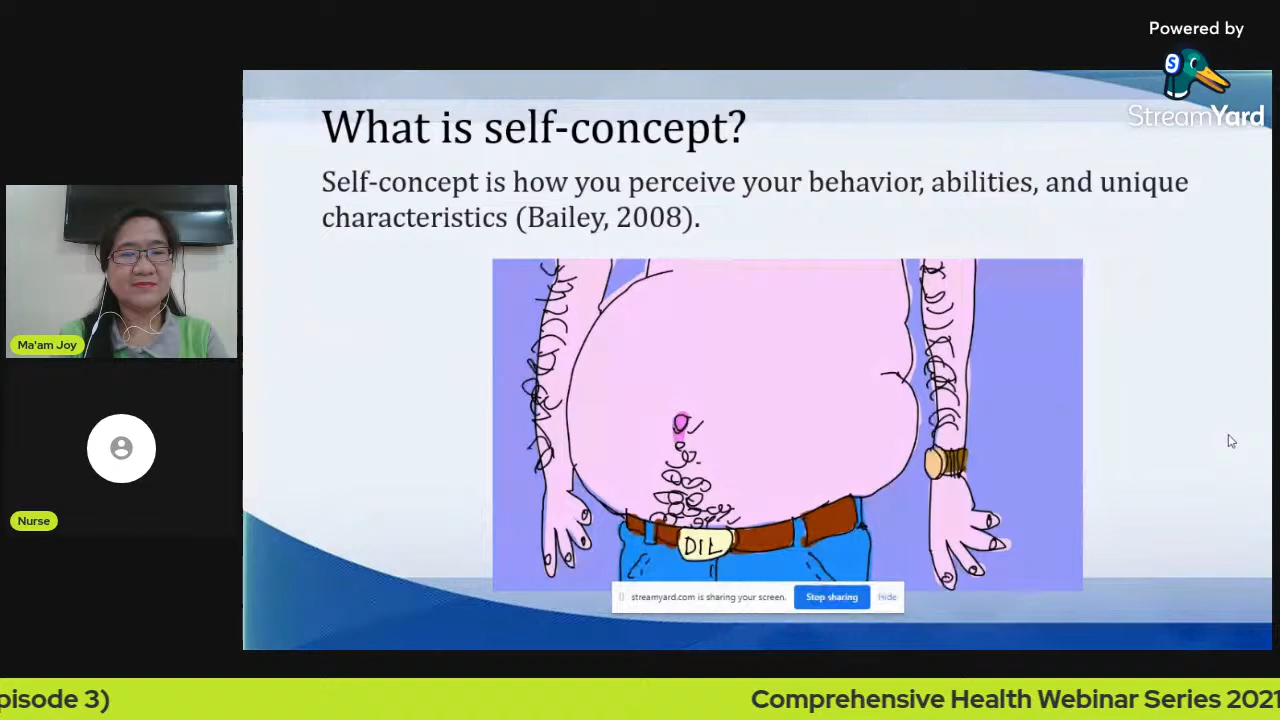 Powered by
StreamYard
What is self-concept?
Self-concept is how you perceive your behavior, abilities, and unique
characteristics (Bailey, 2008).
Ma'am Joy
Nurse
DIL
streamyard.com is sharing your screen.
Stop sharing
Hide
pisode 3)
Comprehensive Health Webinar Series 2021